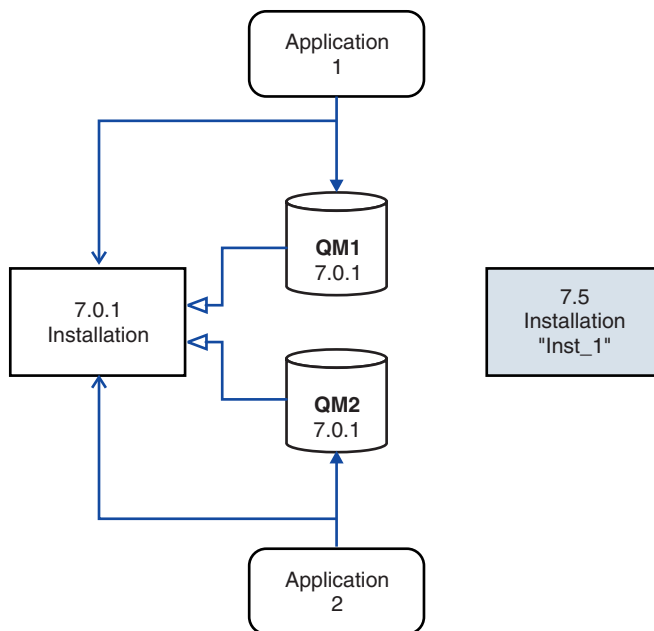 Application
1
QM1
7.0.1
7.0.1
Installation
7.5
Installation
"Inst_1"
QM2
7.0.1
Application
2